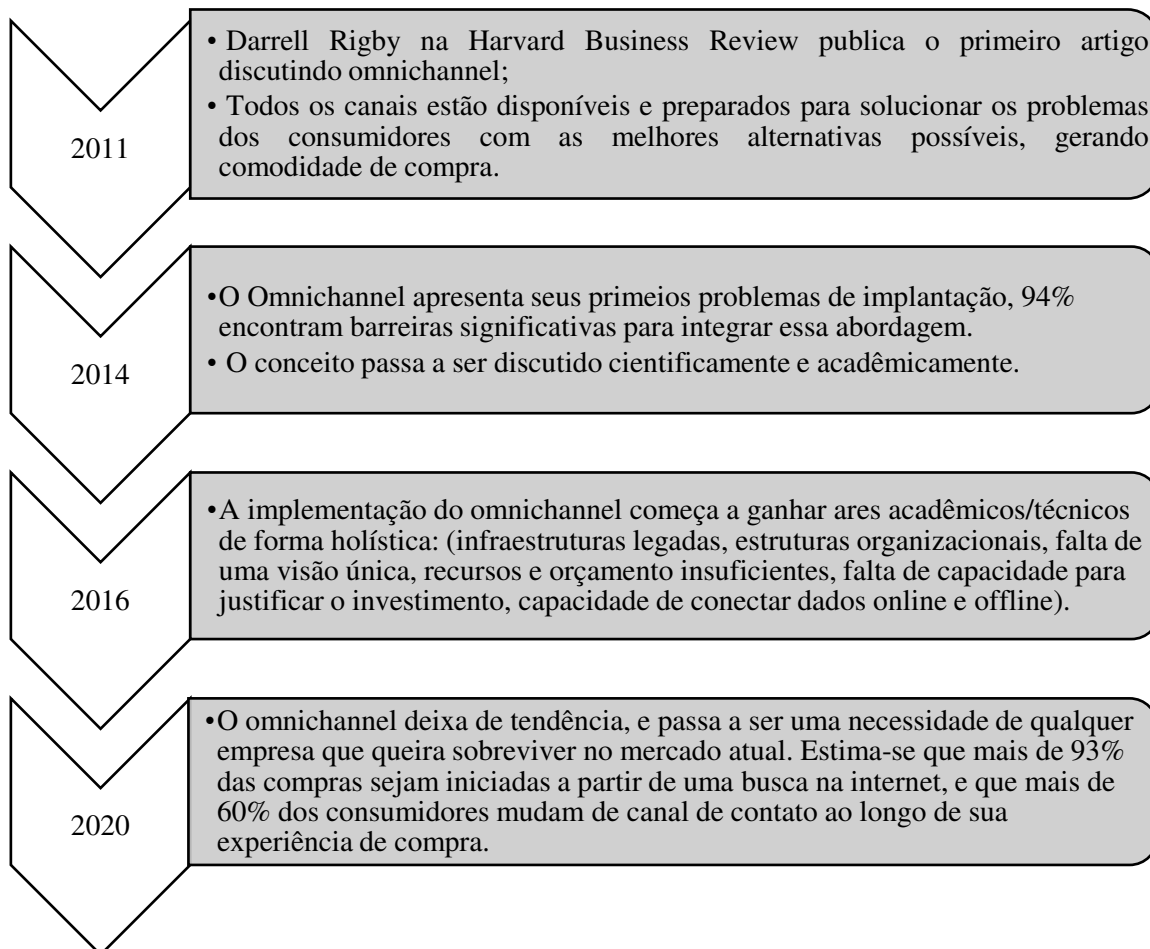 2011
• Darrell Rigby na Harvard Business Review publica o primeiro artigo
discutindo omnichannel;
• Todos os canais estão disponíveis e preparados para solucionar os problemas
dos consumidores com as melhores alternativas possíveis, gerando
comodidade de compra.
2014
•O Omnichannel apresenta seus primeios problemas de implantação, 94%
encontram barreiras significativas para integrar essa abordagem.
• O conceito passa a ser discutido cientificamente e acadêmicamente.
2016
•A implementação do omnichannel começa a ganhar ares acadêmicos/técnicos
de forma holística: (infraestruturas legadas, estruturas organizacionais, falta de
uma visão única, recursos e orçamento insuficientes, falta de capacidade para
justificar o investimento, capacidade de conectar dados online e offline).
2020
•O omnichannel deixa de tendência, e passa a ser uma necessidade de qualquer
empresa que queira sobreviver no mercado atual. Estima-se que mais de 93%
das compras sejam iniciadas a partir de uma busca na internet, e que mais de
60% dos consumidores mudam de canal de contato ao longo de sua
experiência de compra.